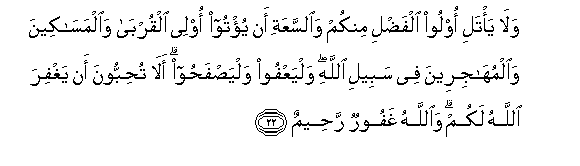 وَلَا يَأْتَلِ أُو۟لُوا۟ ٱلْفَضْلِ مِنكُمْ وَٱلسَّعَةِ أَن يُؤْتُوٓا۟ أُو۟لِى ٱلْقُرْبَىٰ وَٱلْمَسَـٰكِينَ
وَٱلْمُهَـٰجِرِينَ فِى سَبِيلِ ٱللَّهِ ۖ وَلْيَعْفُوا۟ وَلْيَصْفَحُوٓا۟ ۗ أَلَا تُحِبُّونَ أَن يَغْفِرَ
ٱللَّهُ لَكُمْ ۗ وَٱللَّهُ غَفُورٌ رَّحِيمٌ ٢٢